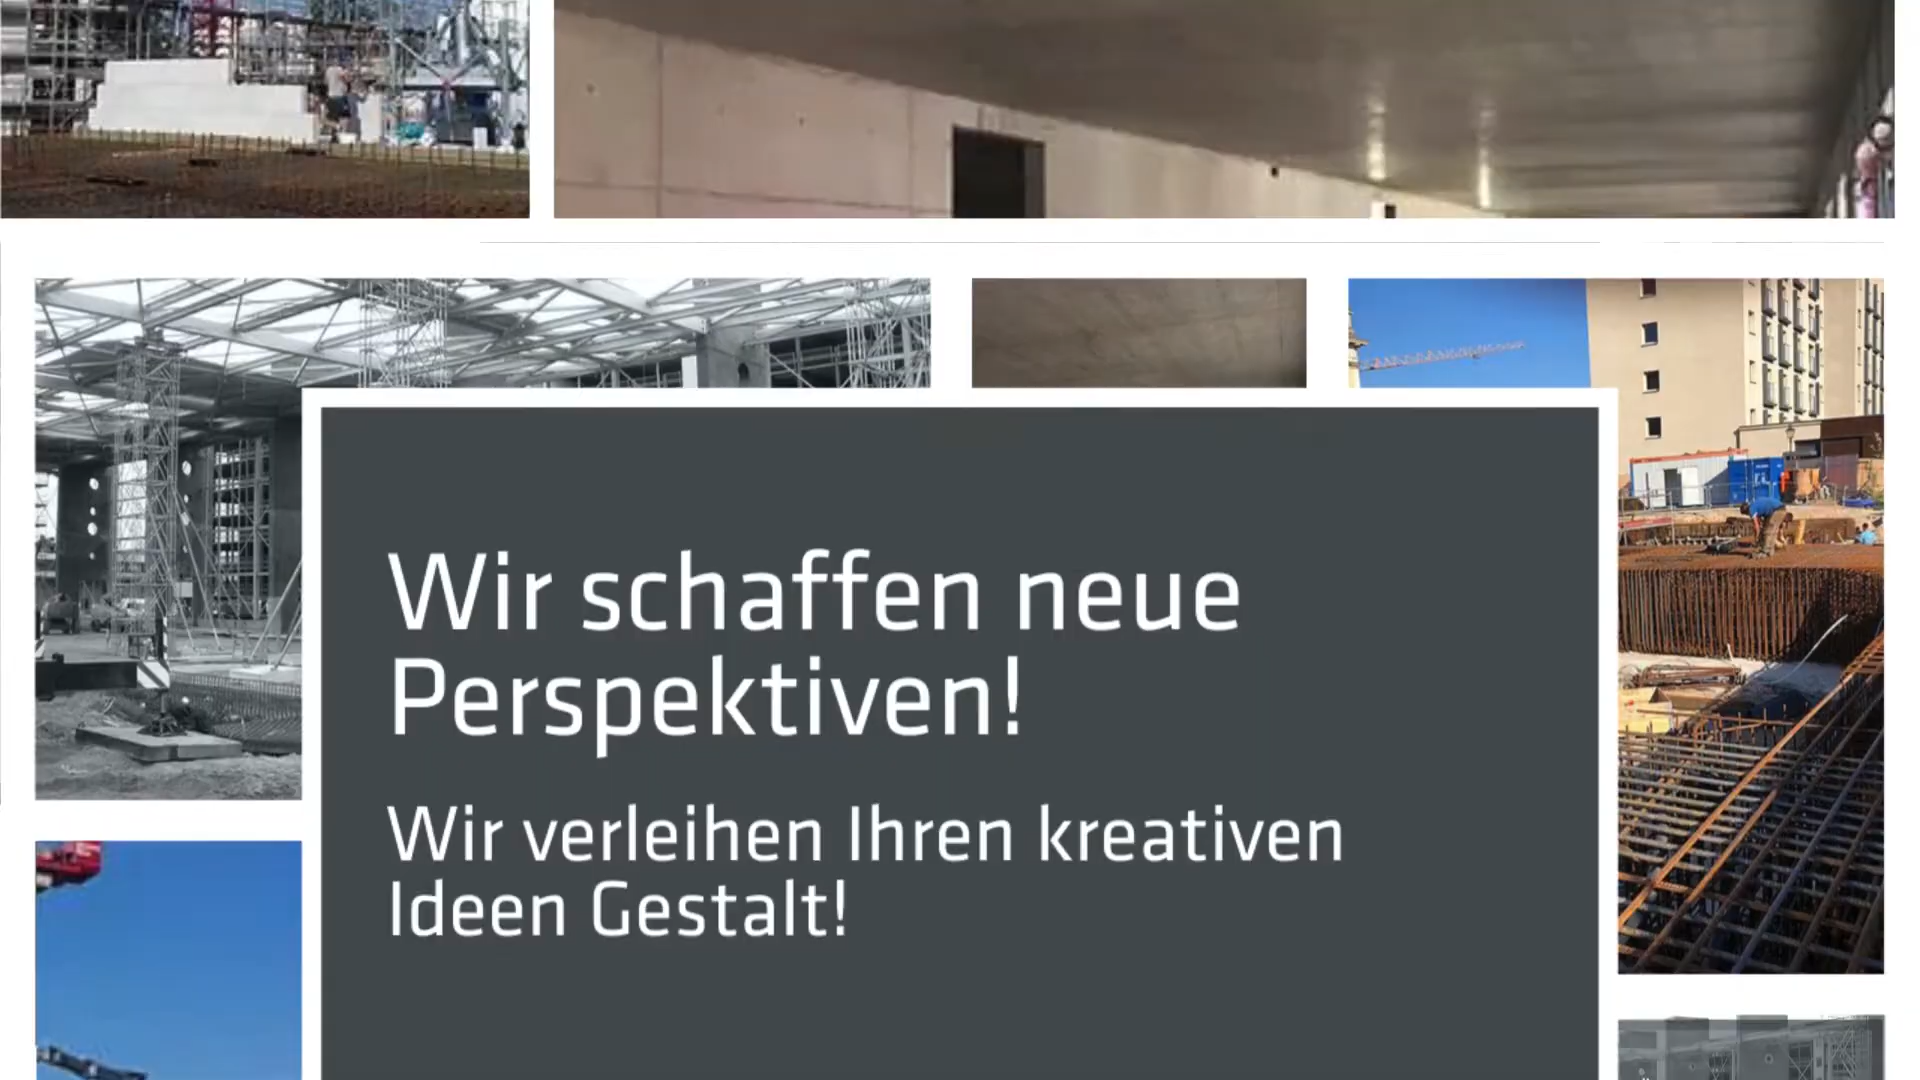 Wir schaffen neue
Perspektiven!
Wir verleihen Ihren kreativen
Ideen Gestalt!